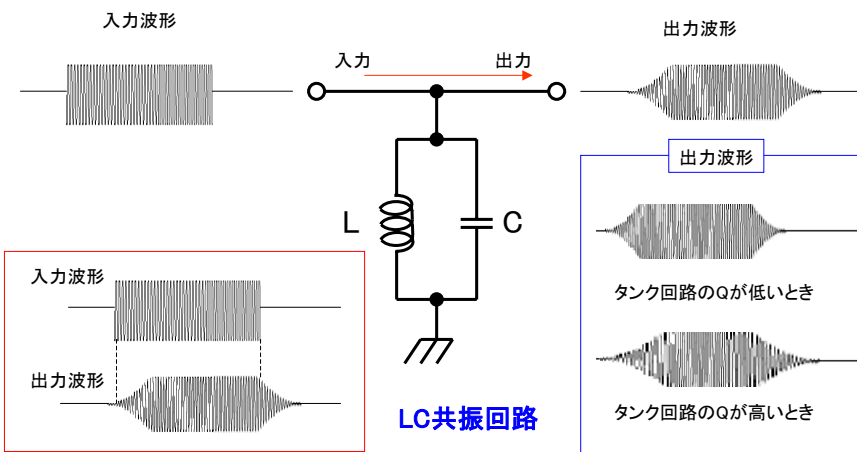 入力波形
入力
出力
出力波形
出力波形
L
C
タンク回路のQが低いとき
タンク回路のQが高いとき
入力波形
出力波形
LC共振回路